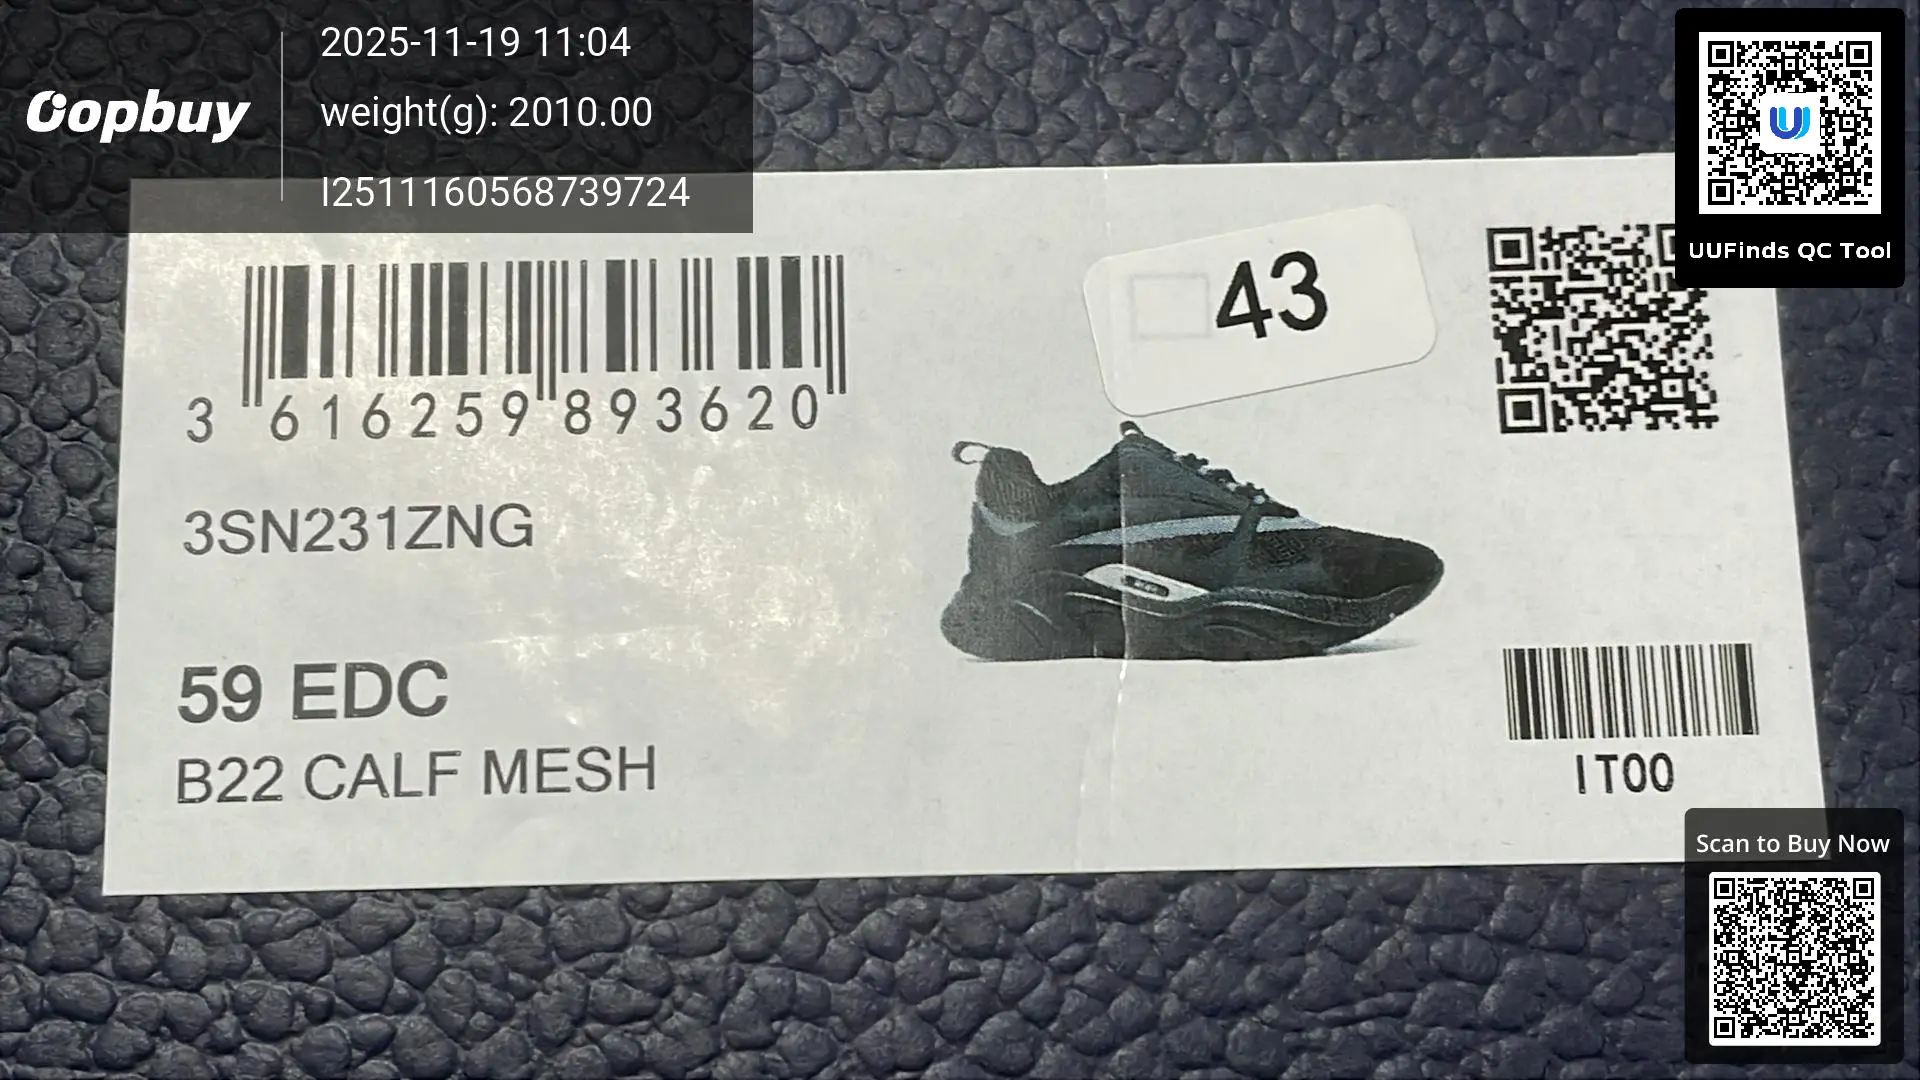 Oopbuy
2025-11-19 11:04
weight(g): 2010.00
I2511160568739724
UUFinds QC Tool
43
3 616259 893620
3SN231ZNG
59 EDC
B22 CALF MESH
IT00
Scan to Buy Now